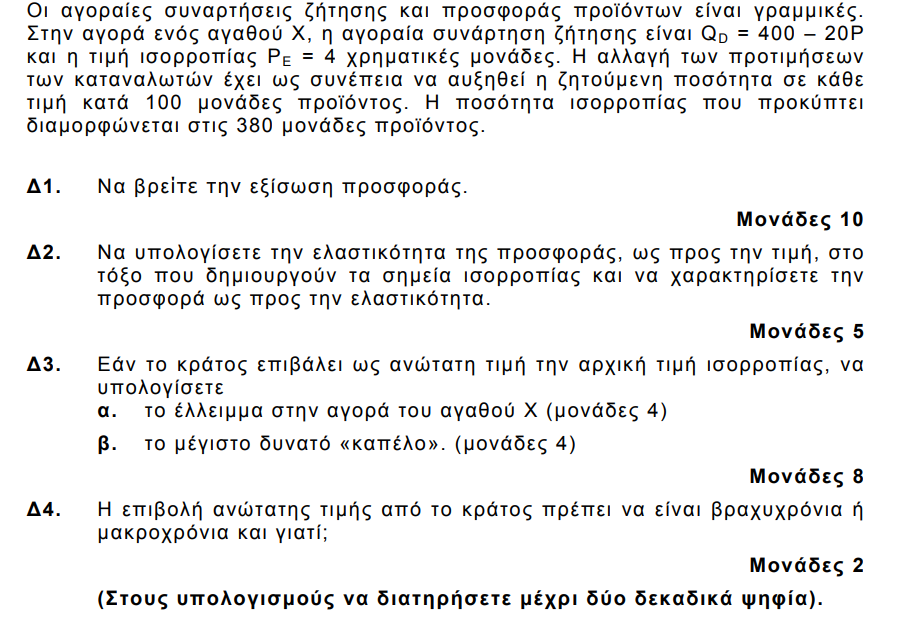 Οι αγοραίες συναρτήσεις ζήτησης και προσφοράς προϊόντων είναι γραμμικές.
Στην αγορά ενός αγαθού Χ, η αγοραία συνάρτηση ζήτησης είναι Q_D = 400 – 20P
και η τιμή ισορροπίας P_E = 4 χρηματικές μονάδες. Η αλλαγή των προτιμήσεων
των καταναλωτών έχει ως συνέπεια να αυξηθεί η ζητούμενη ποσότητα σε κάθε
τιμή κατά 100 μονάδες προϊόντος. Η ποσότητα ισορροπίας που προκύπτει
διαμορφώνεται στις 380 μονάδες προϊόντος.
Δ1. Να βρείτε την εξίσωση προσφοράς.
Μονάδες 10
Δ2. Να υπολογίσετε την ελαστικότητα της προσφοράς, ως προς την τιμή, στο
τόξο που δημιουργούν τα σημεία ισορροπίας και να χαρακτηρίσετε την
προσφορά ως προς την ελαστικότητα.
Μονάδες 5
Δ3. Εάν το κράτος επιβάλει ως ανώτατη τιμή την αρχική τιμή ισορροπίας, να
υπολογίσετε
α. το έλλειμμα στην αγορά του αγαθού Χ (μονάδες 4)
β. το μέγιστο δυνατό «καπέλο». (μονάδες 4)
Μονάδες 8
Δ4. Η επιβολή ανώτατης τιμής από το κράτος πρέπει να είναι βραχυχρόνια ή
μακροχρόνια και γιατί;
Μονάδες 2
(Στους υπολογισμούς να διατηρήσετε μέχρι δύο δεκαδικά ψηφία).